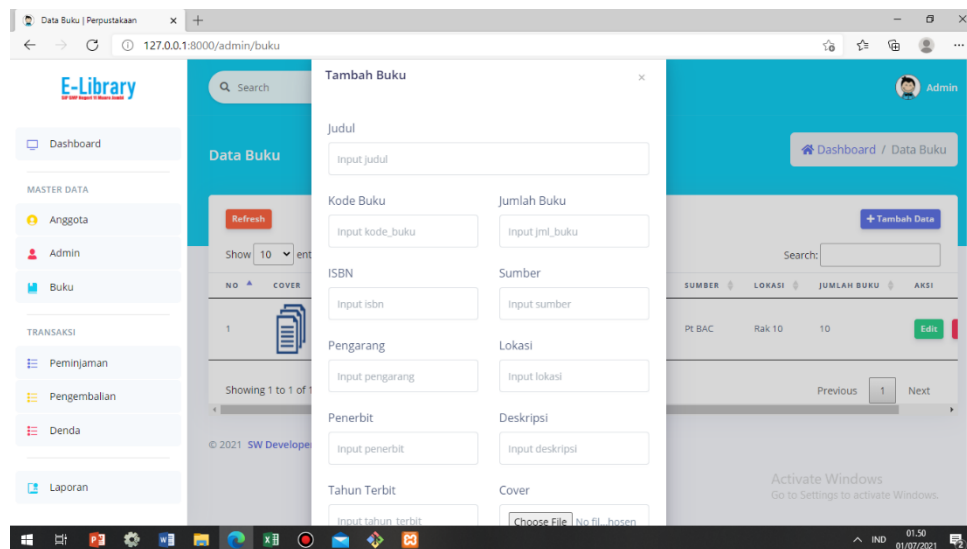 Data Buku | Perpustakaan
127.0.0.1:8000/admin/buku
E-Library
Search
Admin
Dashboard
MASTER DATA
Anggota
Admin
Buku
TRANSAKSI
Peminjaman
Pengembalian
Denda
Laporan
Data Buku
Dashboard / Data Buku
Refresh
+ Tambah Data
Show 10 ent
Search:
NO COVER SUMBER LOKASI JUMLAH BUKU AKSI
1 Pt BAC Rak 10 10 Edit
Showing 1 to 1 of 1
Previous 1 Next
© 2021 SW Develope
Tambah Buku
Judul
Input judul
Kode Buku Jumlah Buku
Input kode_buku Input jml_buku
ISBN Sumber
Input isbn Input sumber
Pengarang Lokasi
Input pengarang Input lokasi
Penerbit Deskripsi
Input penerbit Input deskripsi
Tahun Terbit Cover
Input tahun_terbit Choose File No fil...hosen
Activate Windows
Go to Settings to activate Windows.
IND
01.50
01/07/2021